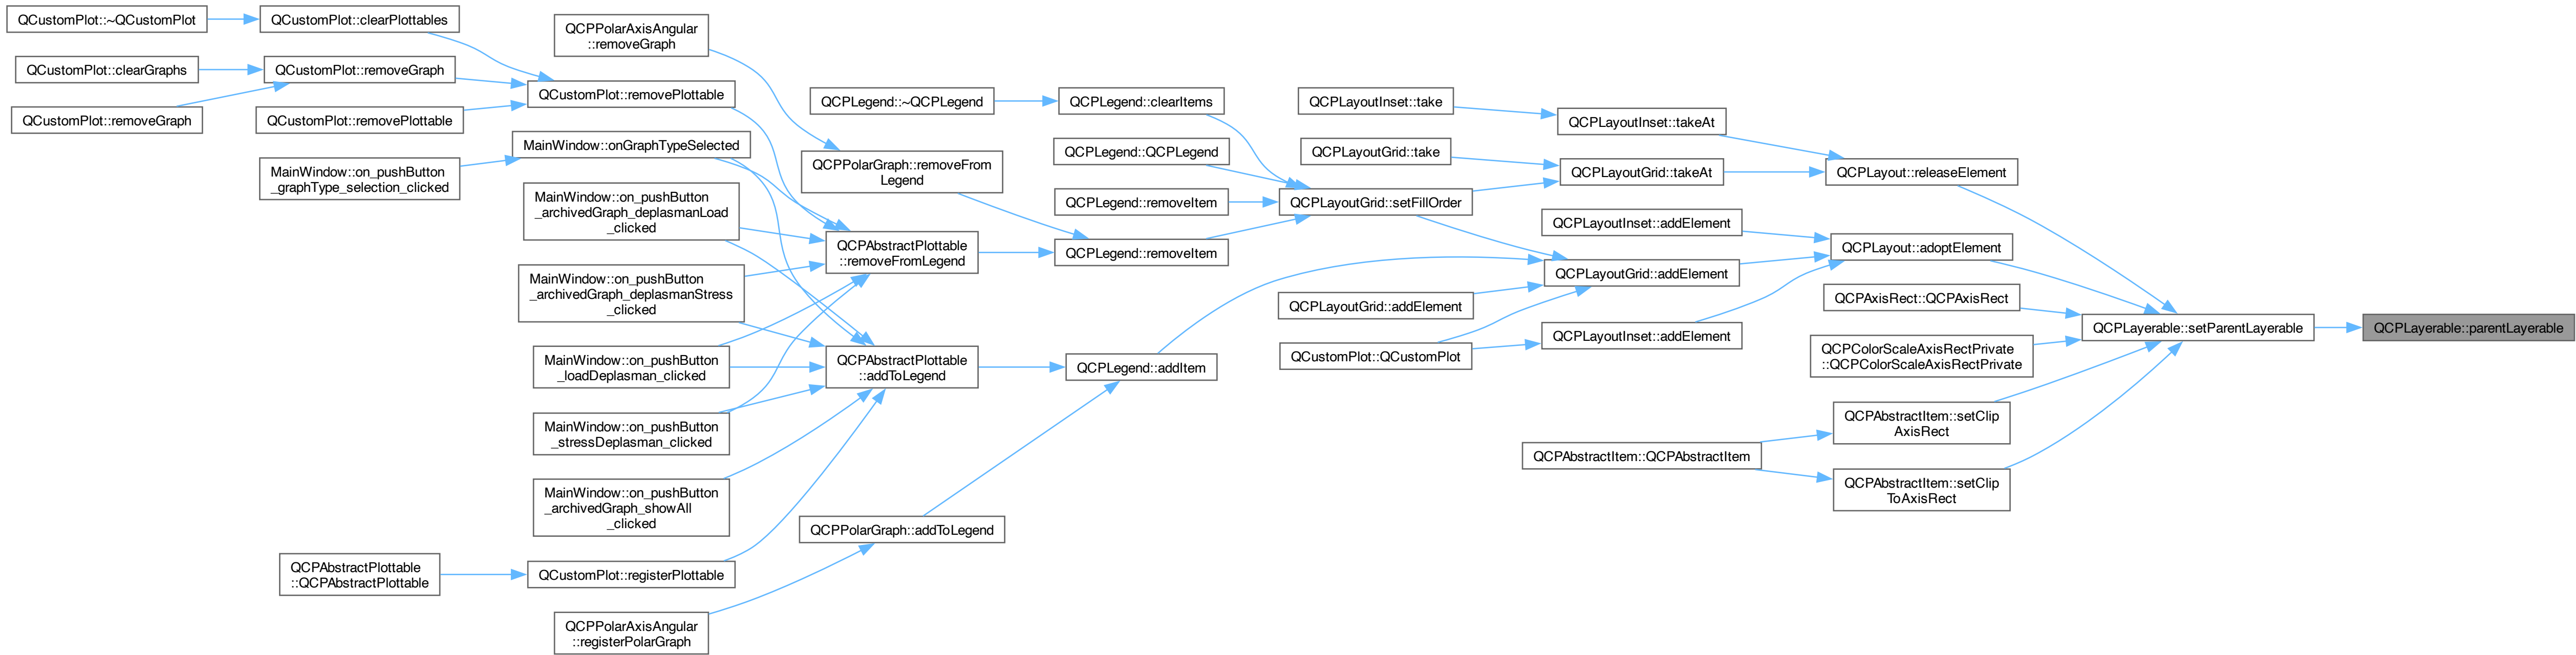 QCustomPlot::~QCustomPlot
QCustomPlot::clearGraphs
QCustomPlot::removeGraph
QCustomPlot::clearPlottables
QCustomPlot::removeGraph
QCustomPlot::removePlottable
MainWindow::on_pushButton
_graphType_selection_clicked
QCPAbstractPlottable
::QCPAbstractPlottable
QCPPolarAxisAngular
::removeGraph
QCustomPlot::removePlottable
MainWindow::onGraphTypeSelected
MainWindow::on_pushButton
_archivedGraph_deplasmanLoad
_clicked
MainWindow::on_pushButton
_archivedGraph_deplasmanStress
_clicked
MainWindow::on_pushButton
_loadDeplasman_clicked
MainWindow::on_pushButton
_stressDeplasman_clicked
MainWindow::on_pushButton
_archivedGraph_showAll
_clicked
QCustomPlot::registerPlottable
QCPPolarAxisAngular
::registerPolarGraph
QCPLegend::~QCPLegend
QCPPolarGraph::removeFrom
Legend
QCPAbstractPlottable
::removeFromLegend
QCPAbstractPlottable
::addToLegend
QCPPolarGraph::addToLegend
QCPLegend::clearItems
QCPLegend::QCPLegend
QCPLegend::removeItem
QCPLegend::removeItem
QCPLegend::addItem
QCPLayoutInset::take
QCPLayoutGrid::take
QCPLayoutGrid::setFillOrder
QCPLayoutGrid::addElement
QCustomPlot::QCustomPlot
QCPLayoutInset::takeAt
QCPLayoutGrid::takeAt
QCPLayoutInset::addElement
QCPLayoutGrid::addElement
QCPLayoutInset::addElement
QCPAbstractItem::QCPAbstractItem
QCPLayout::releaseElement
QCPLayout::adoptElement
QCPAxisRect::QCPAxisRect
QCPColorScaleAxisRectPrivate
::QCPColorScaleAxisRectPrivate
QCPAbstractItem::setClip
AxisRect
QCPAbstractItem::setClip
ToAxisRect
QCPLayerable::setParentLayerable
QCPLayerable::parentLayerable